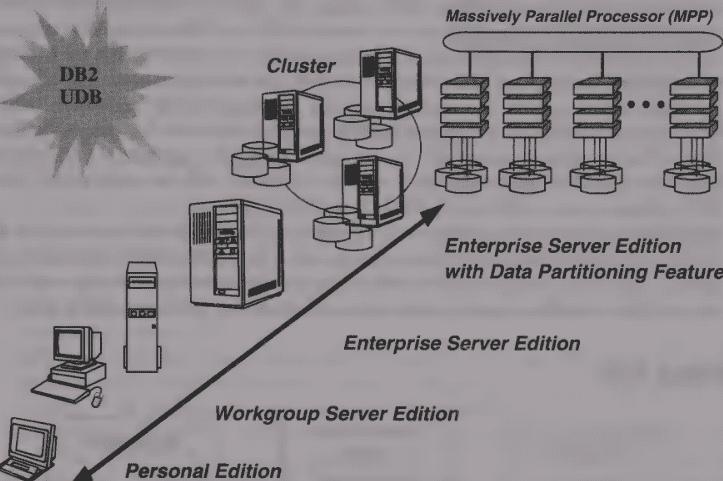 Massively Parallel Processor (MPP)
DB2
UDB
Cluster
Enterprise Server Edition
with Data Partitioning Feature
Enterprise Server Edition
Workgroup Server Edition
Personal Edition